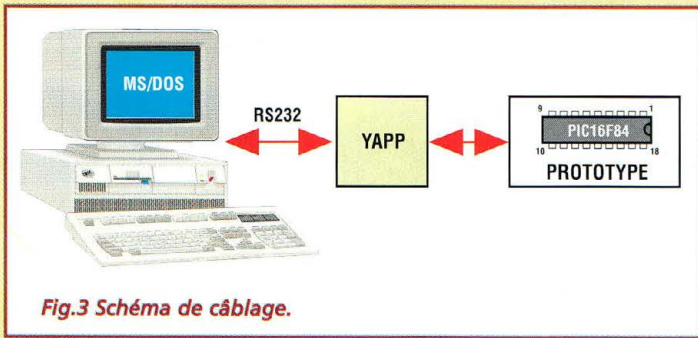 MS/DOS
RS232
YAPP
9 1
PIC16F84
10 18
PROTOTYPE
Fig.3 Schéma de câblage.